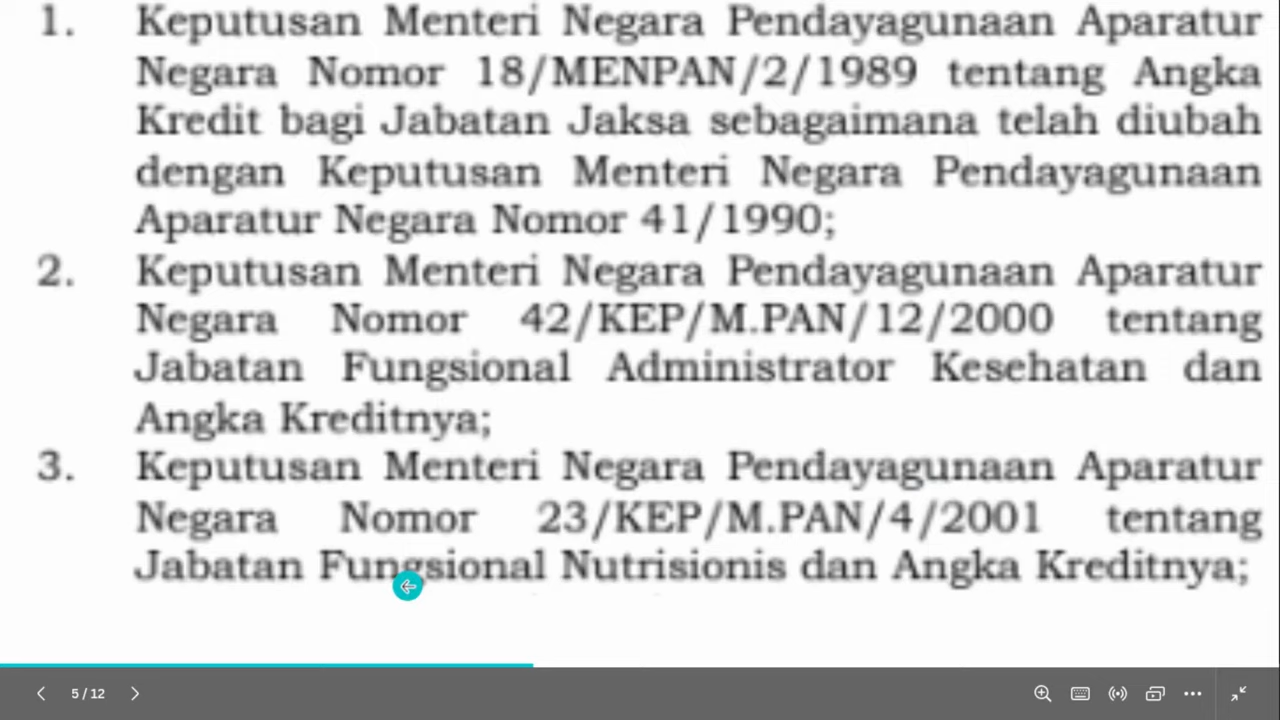 1. Keputusan Menteri Negara Pendayagunaan Aparatur
Negara Nomor 18/MENPAN/2/1989 tentang Angka
Kredit bagi Jabatan Jaksa sebagaimana telah diubah
dengan Keputusan Menteri Negara Pendayagunaan
Aparatur Negara Nomor 41/1990;
2. Keputusan Menteri Negara Pendayagunaan Aparatur
Negara Nomor 42/KEP/M.PAN/12/2000 tentang
Jabatan Fungsional Administrator Kesehatan dan
Angka Kreditnya;
3. Keputusan Menteri Negara Pendayagunaan Aparatur
Negara Nomor 23/KEP/M.PAN/4/2001 tentang
Jabatan Fungsional Nutrisionis dan Angka Kreditnya;
5 / 12